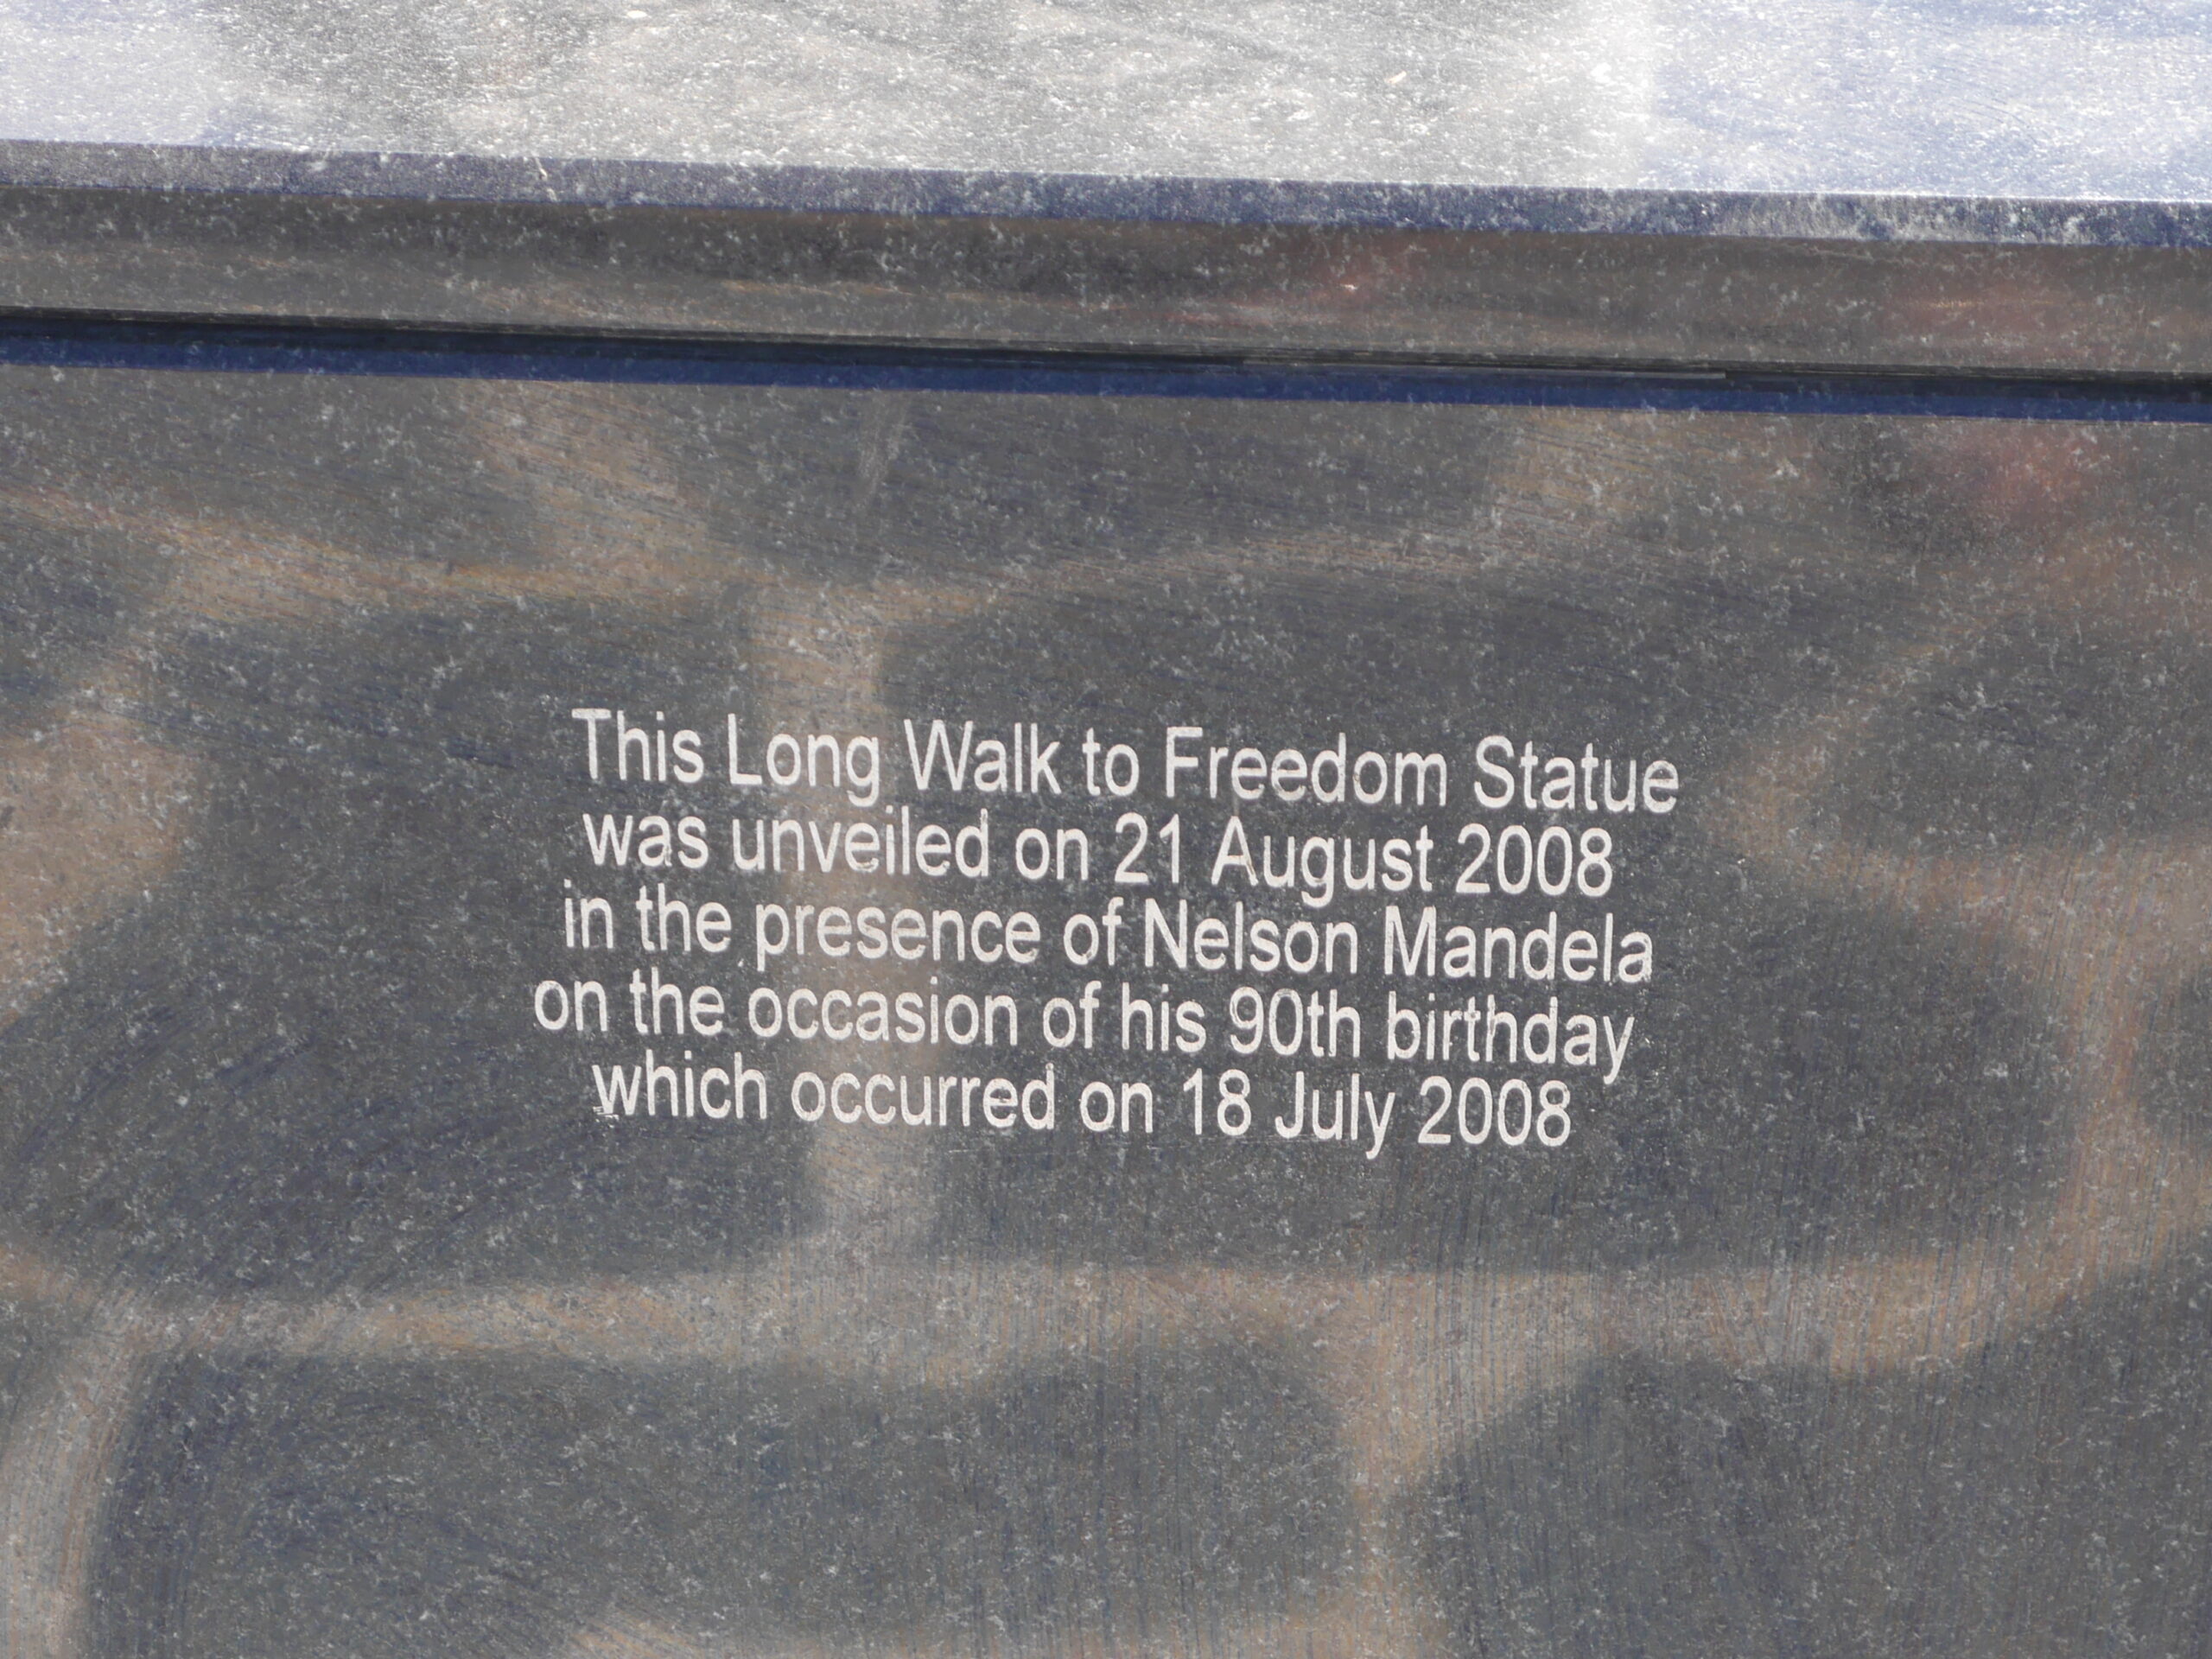 This Long Walk to Freedom Statue
was unveiled on 21 August 2008
in the presence of Nelson Mandela
on the occasion of his 90th birthday
which occurred on 18 July 2008